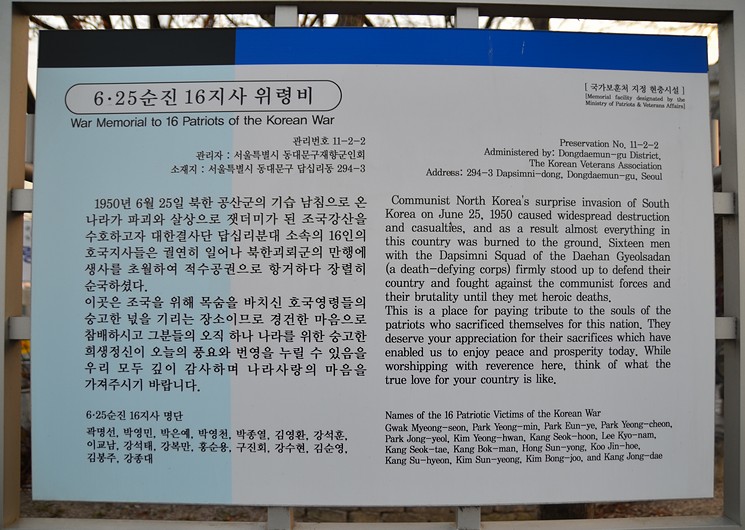 6·25순진 16지사 위령비
War Memorial to 16 Patriots of the Korean War
관리번호 11-2-2
관리자 : 서울특별시 동대문구재향군인회
소재지 : 서울특별시 동대문구 답십리동 294-3
1950년 6월 25일 북한 공산군의 기습 남침으로 온
나라가 파괴와 살상으로 잿더미가 된 조국강산을
수호하고자 대한결사단 답십리분대 소속의 16인의
호국지사들은 궐연히 일어나 북한괴뢰군의 만행에
생사를 초월하여 적수공권으로 항거하다 장렬히
순국하셨다.
이곳은 조국을 위해 목숨을 바치신 호국영령들의
숭고한 넋을 기리는 장소이므로 경건한 마음으로
참배하시고 그분들의 오직 하나 나라를 위한 숭고한
희생정신이 오늘의 풍요와 번영을 누릴 수 있음을
우리 모두 깊이 감사하며 나라사랑의 마음을
가져주시기 바랍니다.
6·25순진 16지사 명단
곽명선, 박영민, 박은예, 박영천, 박종열, 김영환, 강석훈,
이교남, 강석태, 강복만, 홍순용, 구진회, 강수현, 김순영,
김봉주, 강종대
[ 국가보훈처 지정 현충시설 ]
[Memorial facility designated by the
Ministry of Patriots & Veterans Affairs]
Preservation No. 11-2-2
Administered by: Dongdaemun-gu District,
The Korean Veterans Association
Address: 294-3 Dapsimni-dong, Dongdaemun-gu, Seoul
Communist North Korea's surprise invasion of South
Korea on June 25, 1950 caused widespread destruction
and casualties, and as a result almost everything in
this country was burned to the ground. Sixteen men
with the Dapsimni Squad of the Daehan Gyeolsadan
(a death-defying corps) firmly stood up to defend their
country and fought against the communist forces and
their brutality until they met heroic deaths.
This is a place for paying tribute to the souls of the
patriots who sacrificed themselves for this nation. They
deserve your appreciation for their sacrifices which have
enabled us to enjoy peace and prosperity today. While
worshipping with reverence here, think of what the
true love for your country is like.
Names of the 16 Patriotic Victims of the Korean War
Gwak Myeong-seon, Park Yeong-min, Park Eun-ye, Park Yeong-cheon,
Park Jong-yeol, Kim Yeong-hwan, Kang Seok-hoon, Lee Kyo-nam,
Kang Seok-tae, Kang Bok-man, Hong Sun-yong, Koo Jin-hoe,
Kang Su-hyeon, Kim Sun-yeong, Kim Bong-joo, and Kang Jong-dae